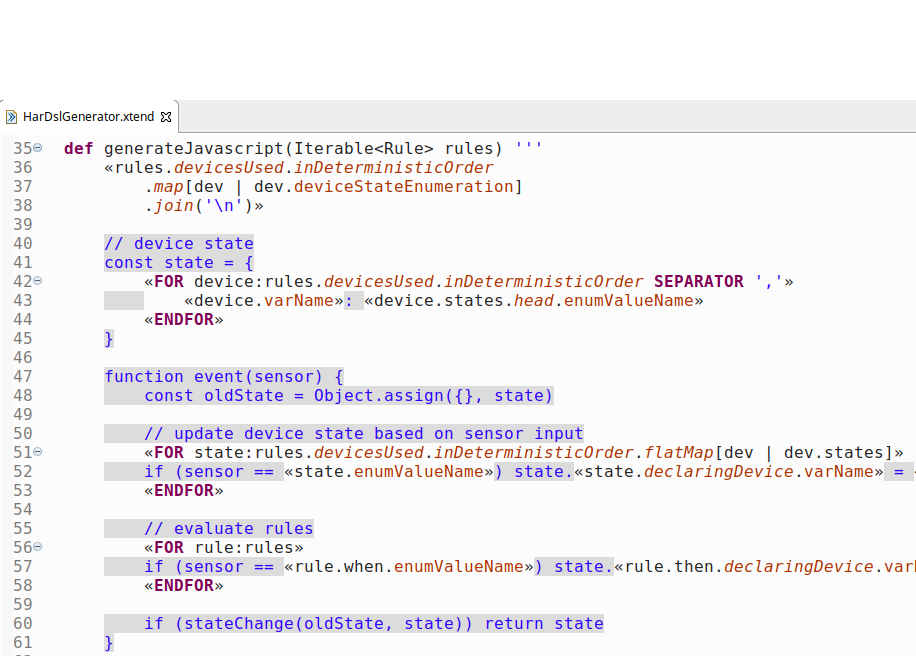 HarDslGenerator.xtend
35 def generateJavascript(Iterable<Rule> rules) '''
36 «rules.devicesUsed.inDeterministicOrder
37 .map[dev | dev.deviceStateEnumeration]
38 .join('\n')»
39
40 // device state
41 const state = {
42 «FOR device:rules.devicesUsed.inDeterministicOrder SEPARATOR ','»
43 «device.varName»: «device.states.head.enumValueName»
44 «ENDFOR»
45 }
46
47 function event(sensor) {
48 const oldState = Object.assign({}, state)
49
50 // update device state based on sensor input
51 «FOR state:rules.devicesUsed.inDeterministicOrder.flatMap[dev | dev.states]»
52 if (sensor == «state.enumValueName») state.«state.declaringDevice.varName» = «
53 «ENDFOR»
54
55 // evaluate rules
56 «FOR rule:rules»
57 if (sensor == «rule.when.enumValueName») state.«rule.then.declaringDevice.var
58 «ENDFOR»
59
60 if (stateChange(oldState, state)) return state
61 }